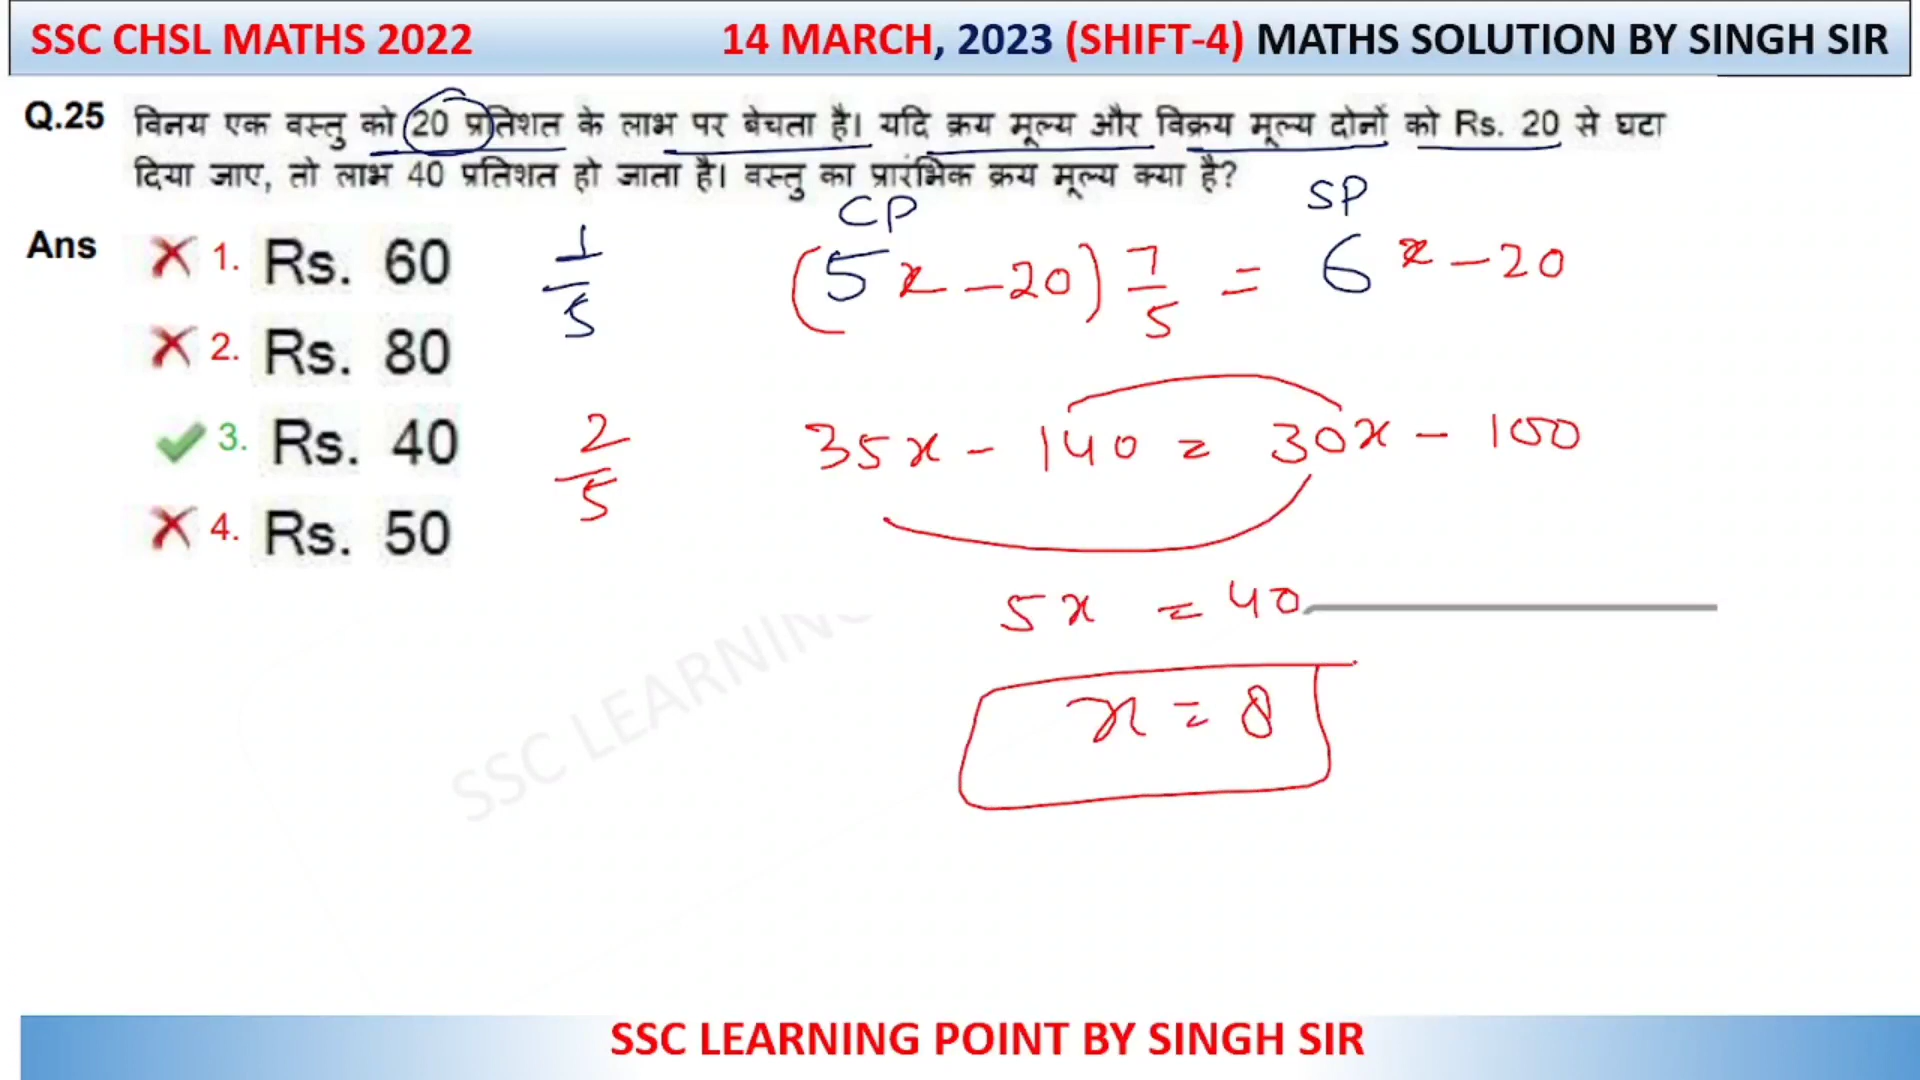 SSC CHSL MATHS 2022 14 MARCH, 2023 (SHIFT-4) MATHS SOLUTION BY SINGH SIR
Q.25 विनय एक वस्तु को 20 प्रतिशत के लाभ पर बेचता है। यदि क्रय मूल्य और विक्रय मूल्य दोनों को Rs. 20 से घटा
दिया जाए, तो लाभ 40 प्रतिशत हो जाता है। वस्तु का प्रारंभिक क्रय मूल्य क्या है?
CP SP
Ans 1. Rs. 60 1/5 (5x - 20) 7/5 = 6x - 20
2. Rs. 80
3. Rs. 40 2/5 35x - 140 = 30x - 100
4. Rs. 50
5x = 40
x = 8
SSC LEARNING
SSC LEARNING POINT BY SINGH SIR